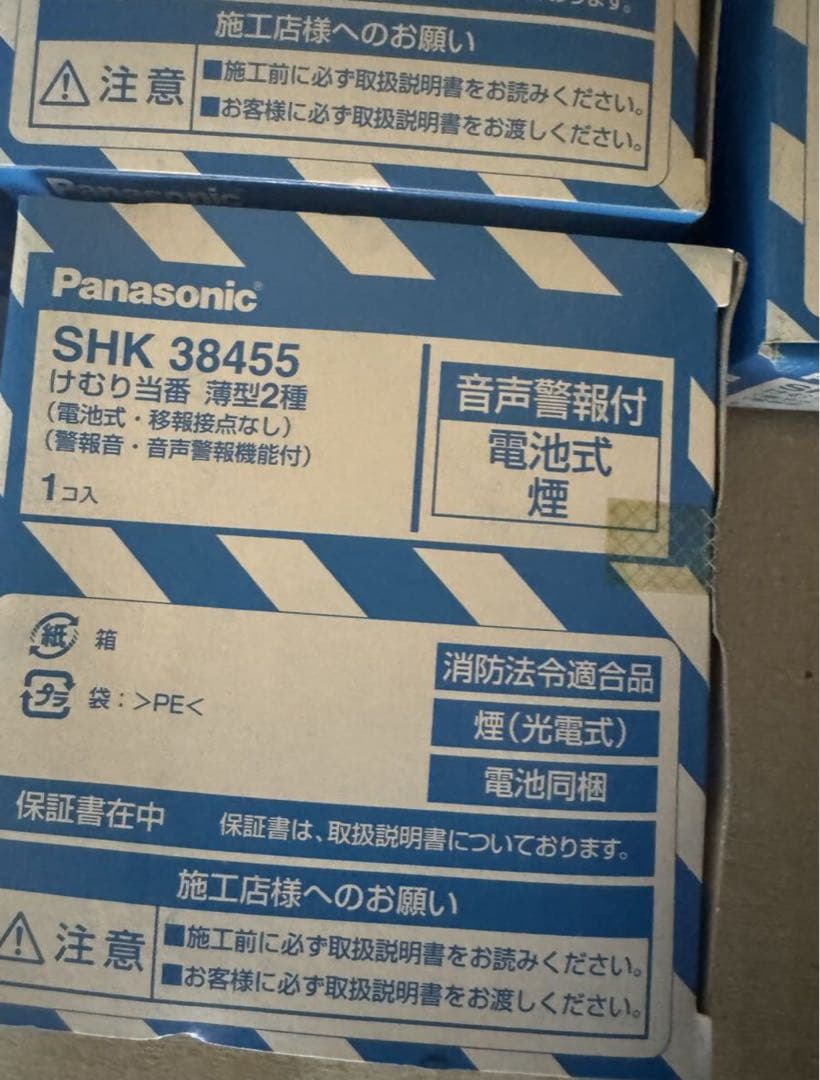 施工店様へのお願い
注意
■施工前に必ず取扱説明書をお読みください。
■お客様に必ず取扱説明書をお渡しください。
Panasonic
Panasonic®
SHK 38455
けむり当番 薄型2種
(電池式・移報接点なし)
(警報音・音声警報機能付)
1コ入
音声警報付
電池式
煙
紙 箱
プラ 袋：>PE<
消防法令適合品
煙(光電式)
電池同梱
保証書在中 保証書は、取扱説明書についております。
施工店様へのお願い
注意
■施工前に必ず取扱説明書をお読みください。
■お客様に必ず取扱説明書をお渡しください。